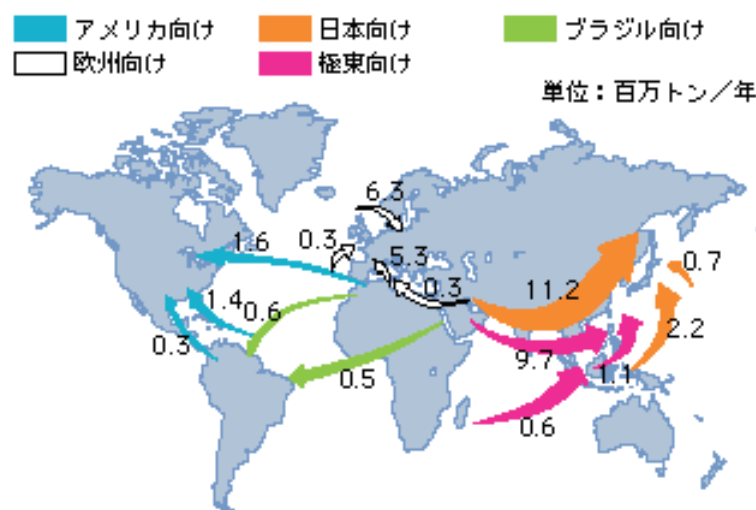 アメリカ向け 日本向け ブラジル向け
欧州向け 極東向け
単位：百万トン／年
6.3
1.6 0.3 5.3 0.3 11.2 0.7
1.4 0.6
0.3 0.5 9.7 1.1 2.2
0.6